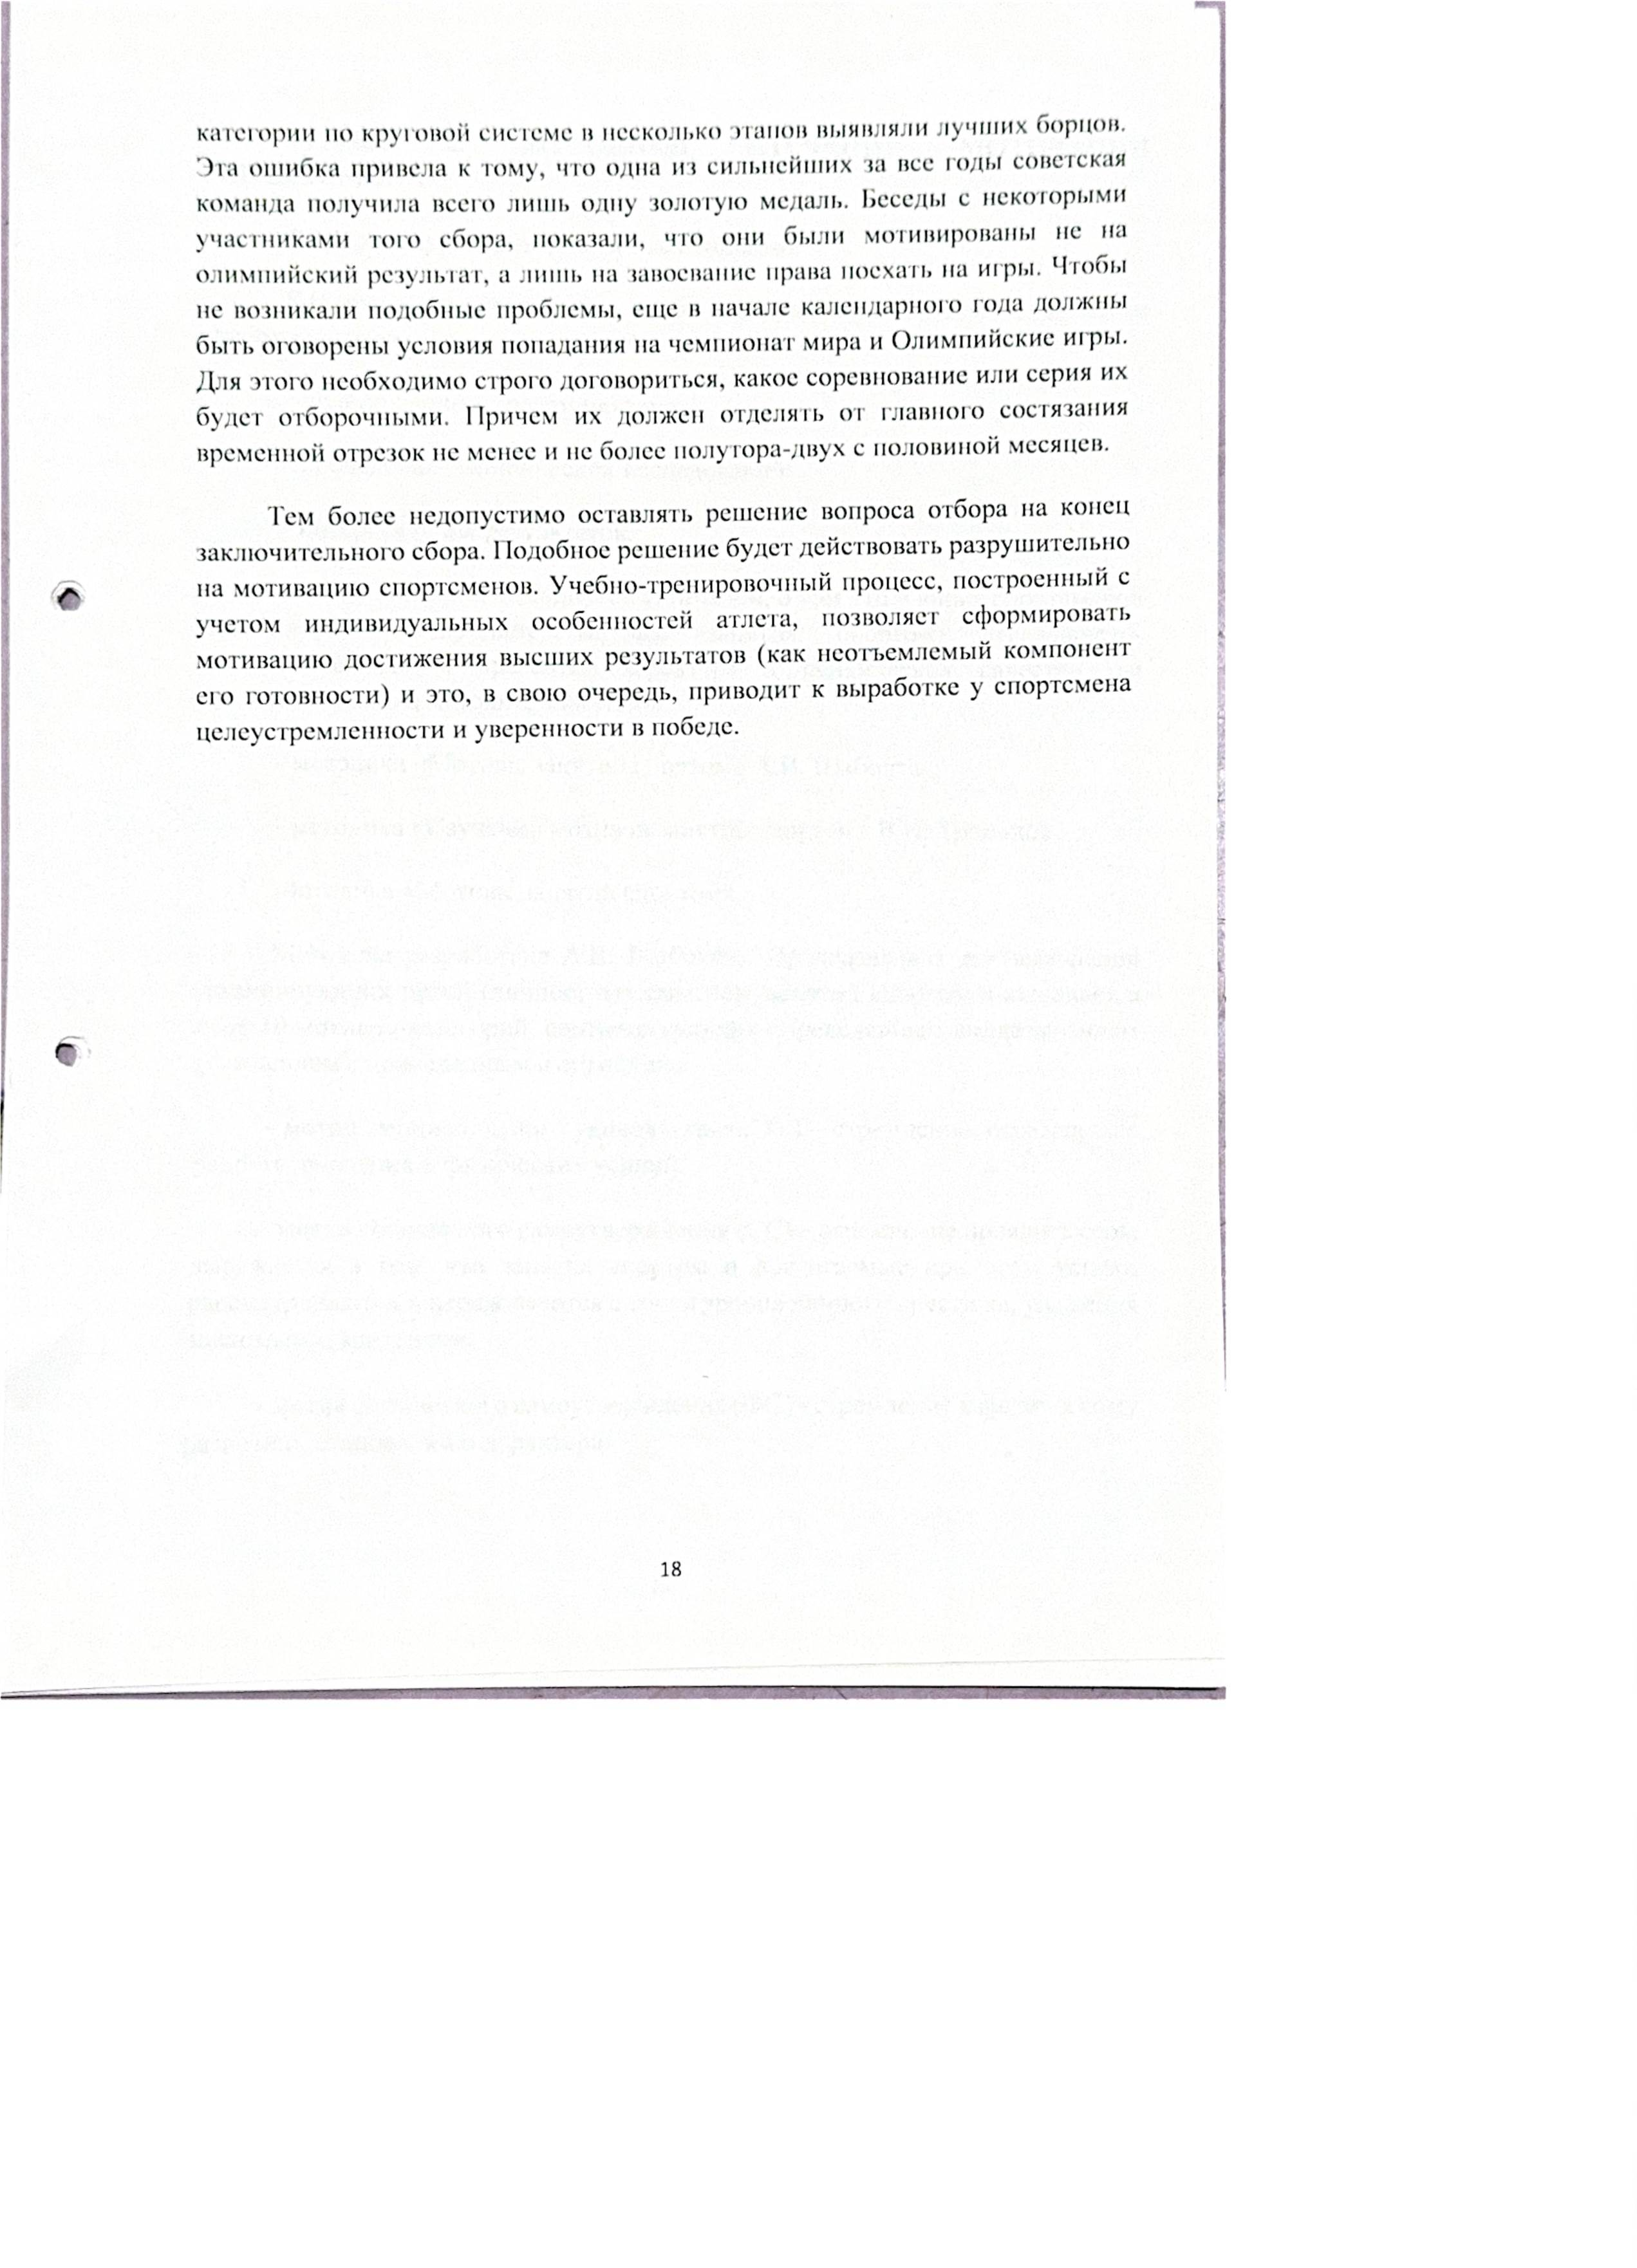 категории по круговой системе в несколько этапов выявляли лучших борцов.
Эта ошибка привела к тому, что одна из сильнейших за все годы советская
команда получила всего лишь одну золотую медаль. Беседы с некоторыми
участниками того сбора, показали, что они были мотивированы не на
олимпийский результат, а лишь на завоевание права поехать на игры. Чтобы
не возникали подобные проблемы, еще в начале календарного года должны
быть оговорены условия попадания на чемпионат мира и Олимпийские игры.
Для этого необходимо строго договориться, какое соревнование или серия их
будет отборочными. Причем их должен отделять от главного состязания
временной отрезок не менее и не более полутора-двух с половиной месяцев.
Тем более недопустимо оставлять решение вопроса отбора на конец
заключительного сбора. Подобное решение будет действовать разрушительно
на мотивацию спортсменов. Учебно-тренировочный процесс, построенный с
учетом индивидуальных особенностей атлета, позволяет сформировать
мотивацию достижения высших результатов (как неотъемлемый компонент
его готовности) и это, в свою очередь, приводит к выработке у спортсмена
целеустремленности и уверенности в победе.
18